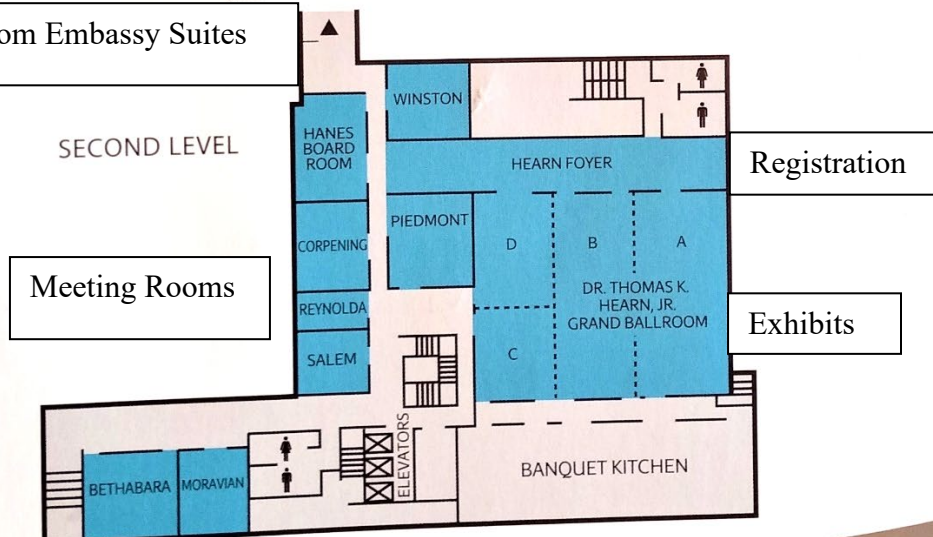 Embassy Suites
SECOND LEVEL
WINSTON
HANES
BOARD
ROOM
HEARN FOYER
Registration
PIEDMONT
CORPENING
D
B
A
Meeting Rooms
DR. THOMAS K.
HEARN, JR.
GRAND BALLROOM
REYNOLDA
Exhibits
SALEM
C
ELEVATORS
BETHABARA
MORAVIAN
BANQUET KITCHEN